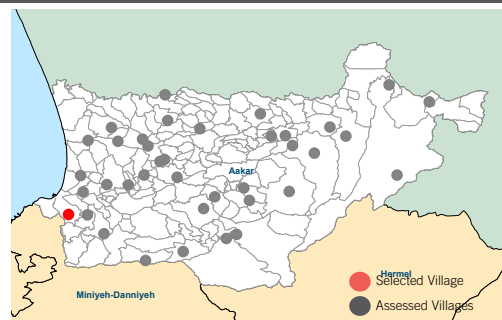 Aakar
Hermel
Selected Village
Miniyeh-Danniyeh
Assessed Villages